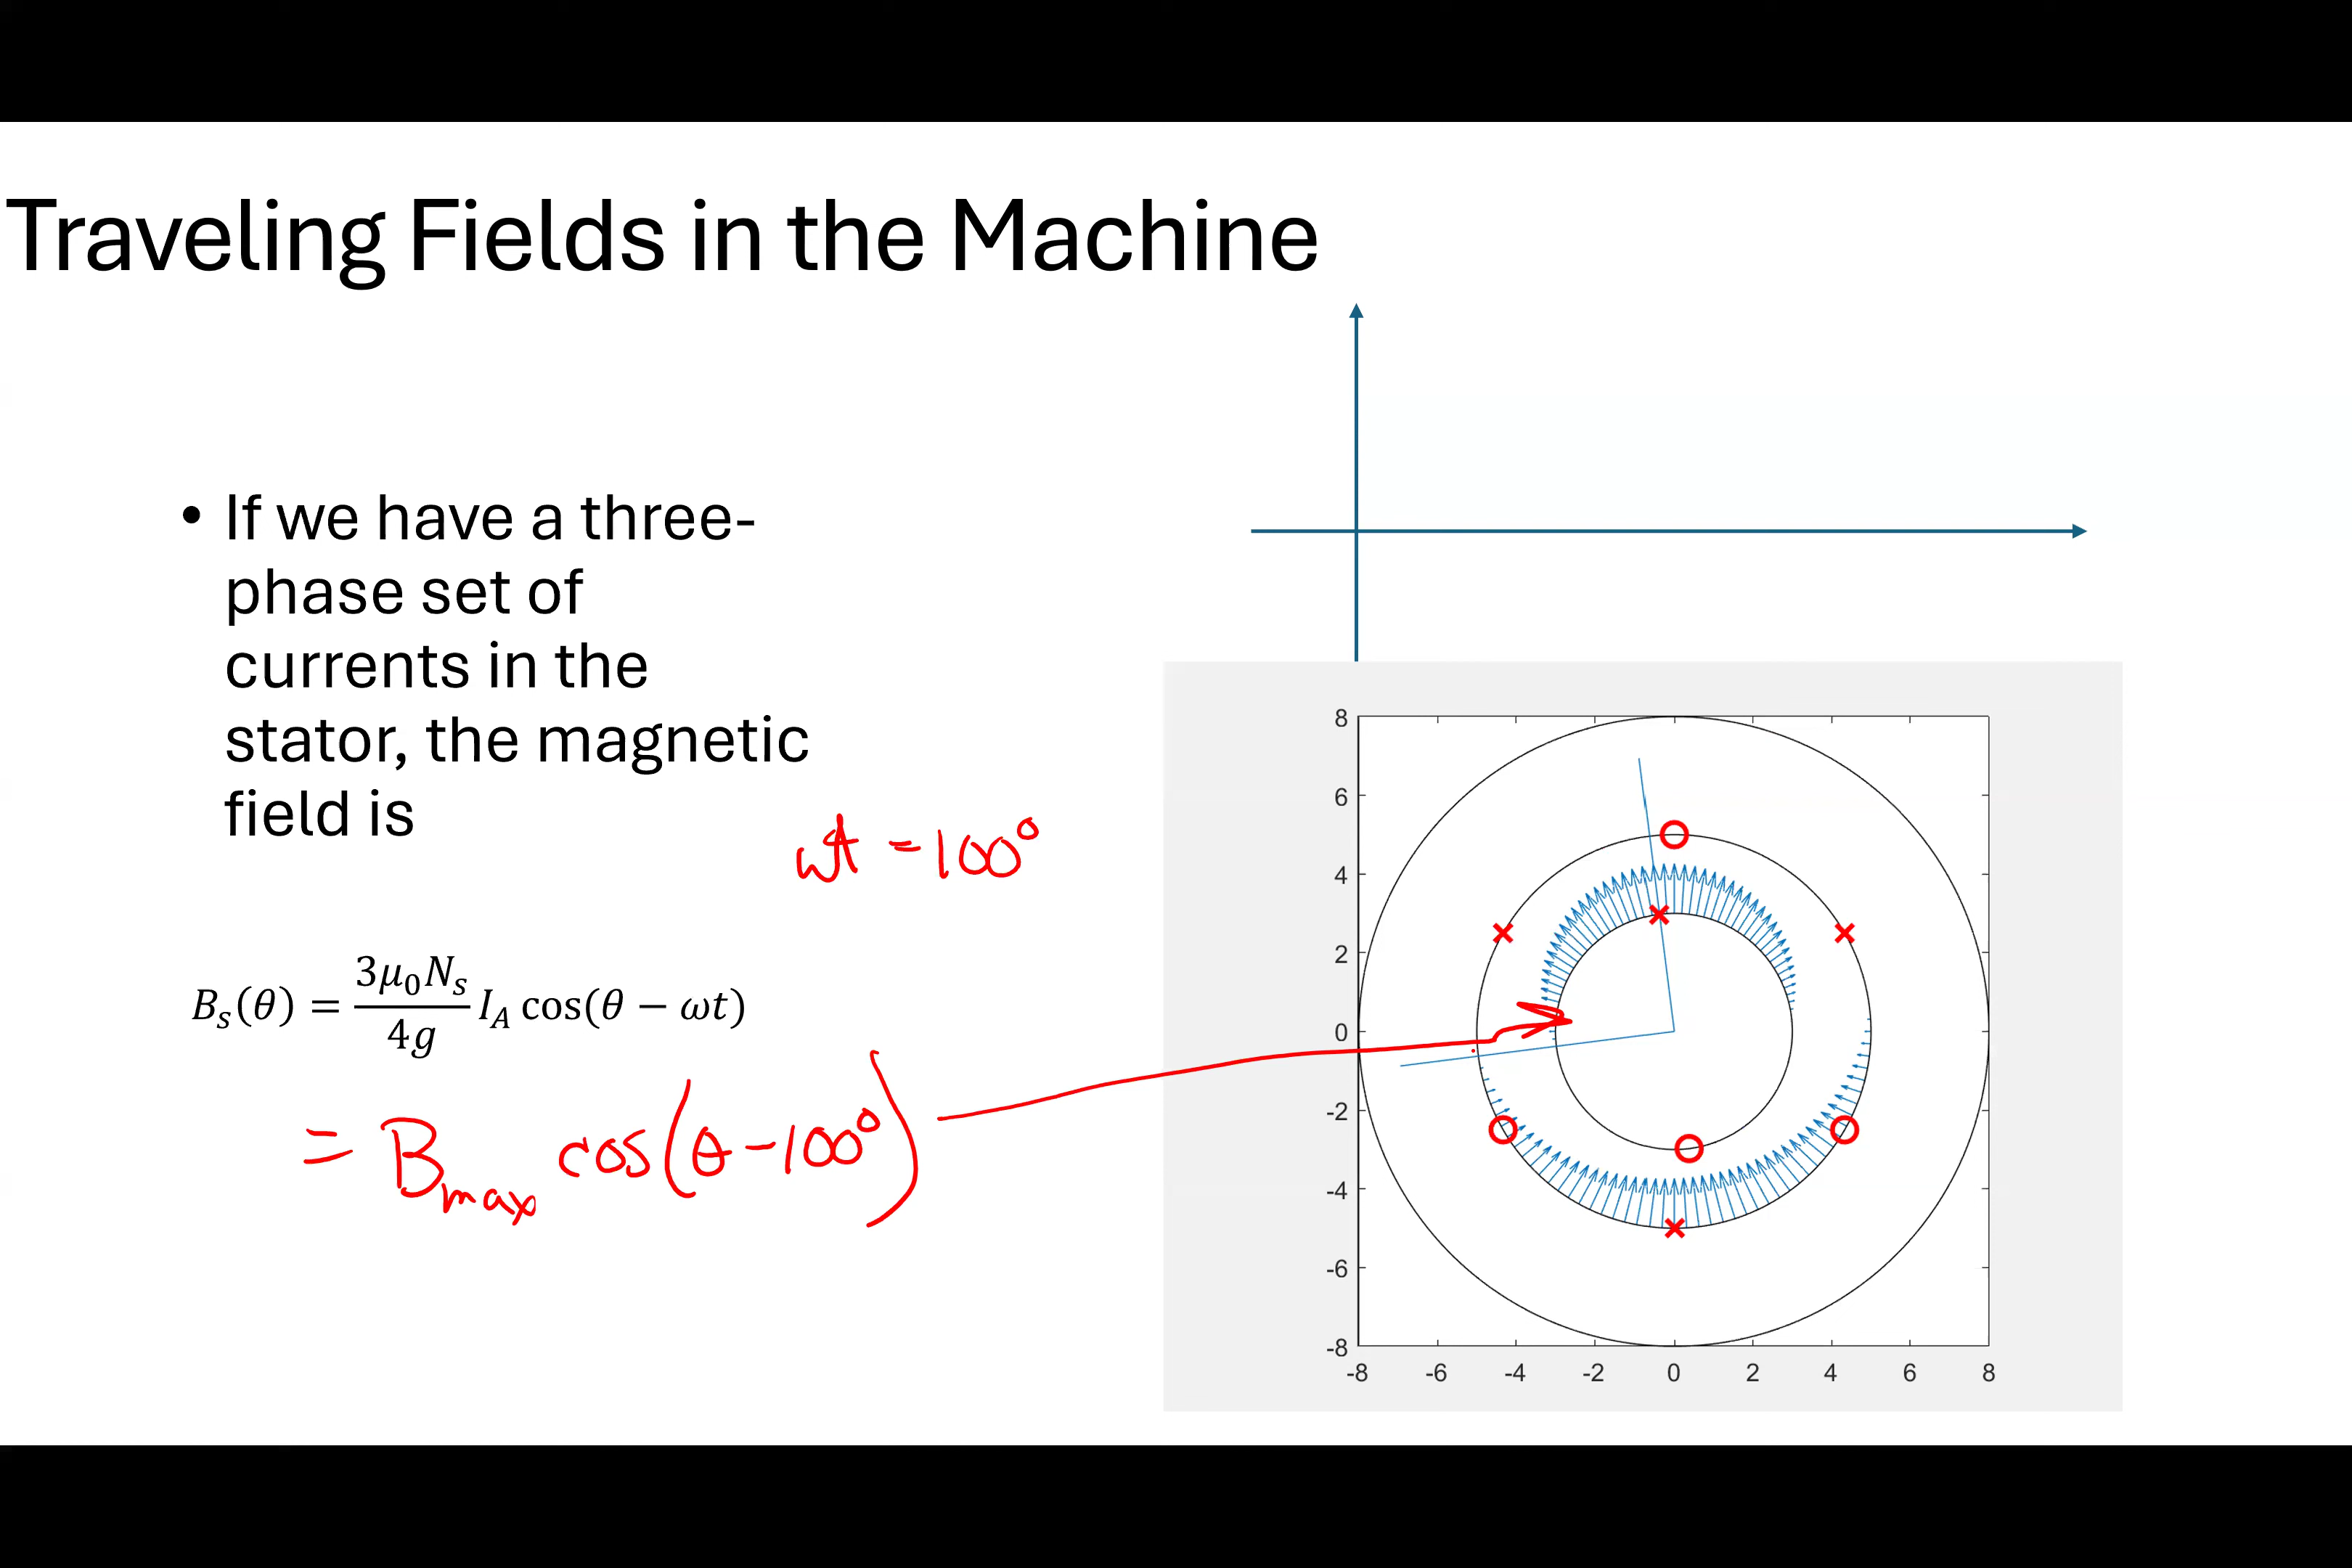 Traveling Fields in the Machine
• If we have a three-
phase set of
currents in the
stator, the magnetic
field is
ωt = 100°
B_s(θ) = \frac{3μ_0N_s}{4g} I_A cos(θ − ωt)
= B_max cos(θ − 100°)
8
6
4
2
0
-2
-4
-6
-8
-8 -6 -4 -2 0 2 4 6 8